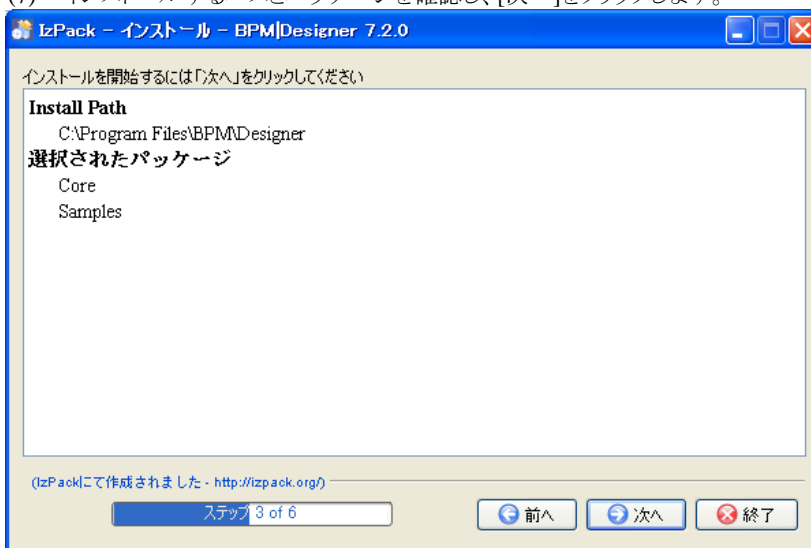 IzPack - インストール - BPM|Designer 7.2.0
インストールを開始するには「次へ」をクリックしてください
Install Path
C:\Program Files\BPM\Designer
選択されたパッケージ
Core
Samples
(IzPackにて作成されました - http://izpack.org/)
ステップ 3 of 6
前へ
次へ
終了